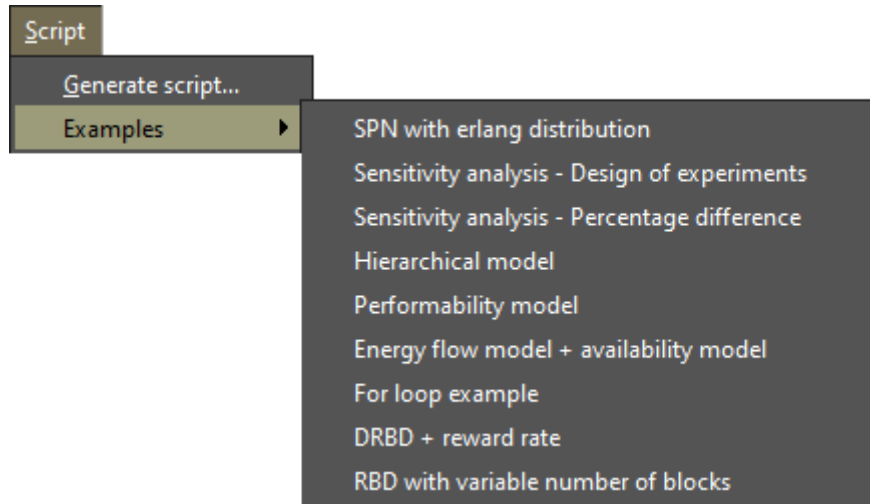 Script
Generate script...
Examples
SPN with erlang distribution
Sensitivity analysis - Design of experiments
Sensitivity analysis - Percentage difference
Hierarchical model
Performability model
Energy flow model + availability model
For loop example
DRBD + reward rate
RBD with variable number of blocks